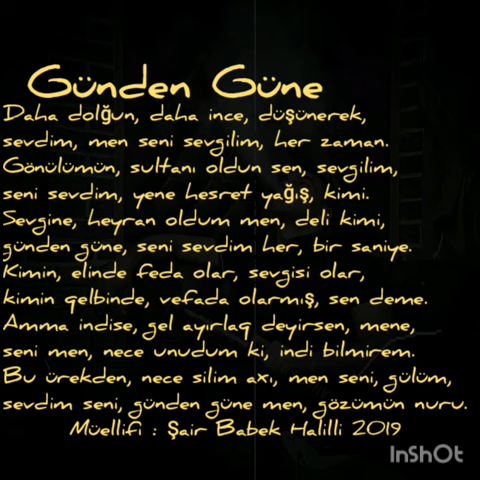 Günden Güne
Daha dolğun, daha ince, düşünerek,
sevdim, men seni sevgilim, her zaman.
Gönülümün, sultanı oldun sen, sevgilim,
seni sevdim, yene hesret yağış, kimi.
Sevgine, heyran oldum men, deli kimi,
günden güne, seni sevdim her, bir saniye.
Kimin, elinde feda olar, sevgisi olar,
kimin qelbinde, vefada olarmış, sen deme.
Amma indise, gel ayırlaq deyirsen, mene,
seni men, nece unudum ki, indi bilmirem.
Bu ürekden, nece silim axı, men seni, gülüm,
sevdim seni, günden güne men, gözümün nuru.
Müellifi : Şair Babek Halilli 2019
InShOt